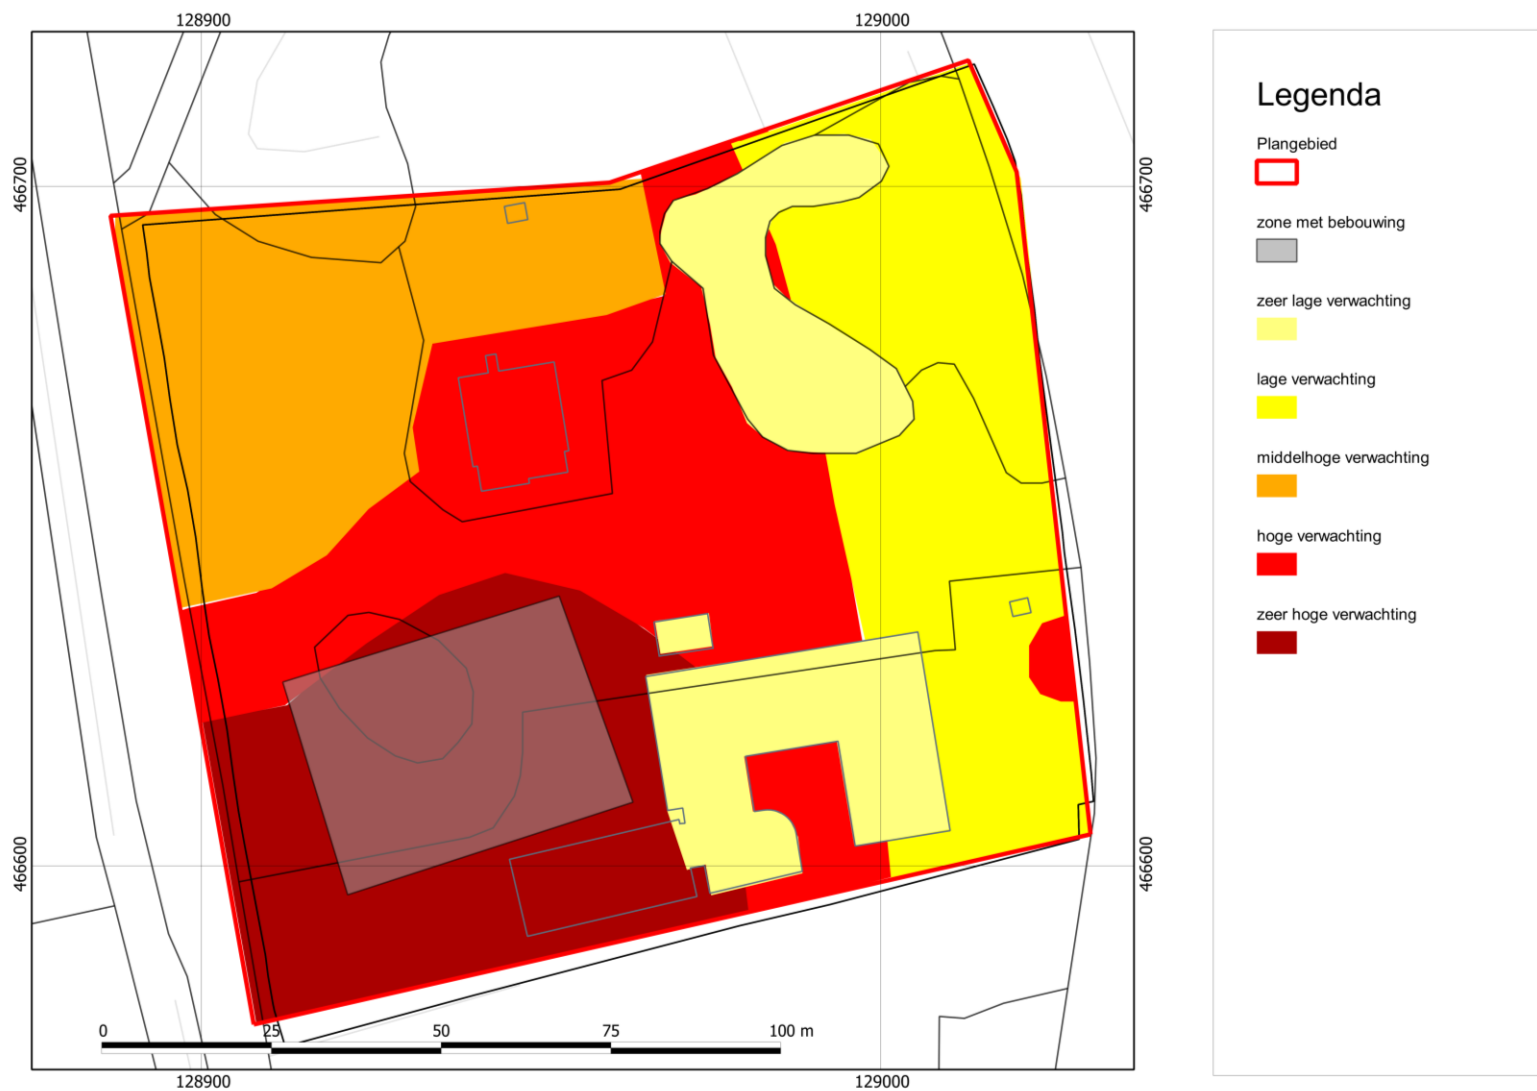 128900
129000
466700
466700
466600
466600
0
25
50
75
100 m
128900
129000
Legenda
Plangebied
zone met bebouwing
zeer lage verwachting
lage verwachting
middelhoge verwachting
hoge verwachting
zeer hoge verwachting